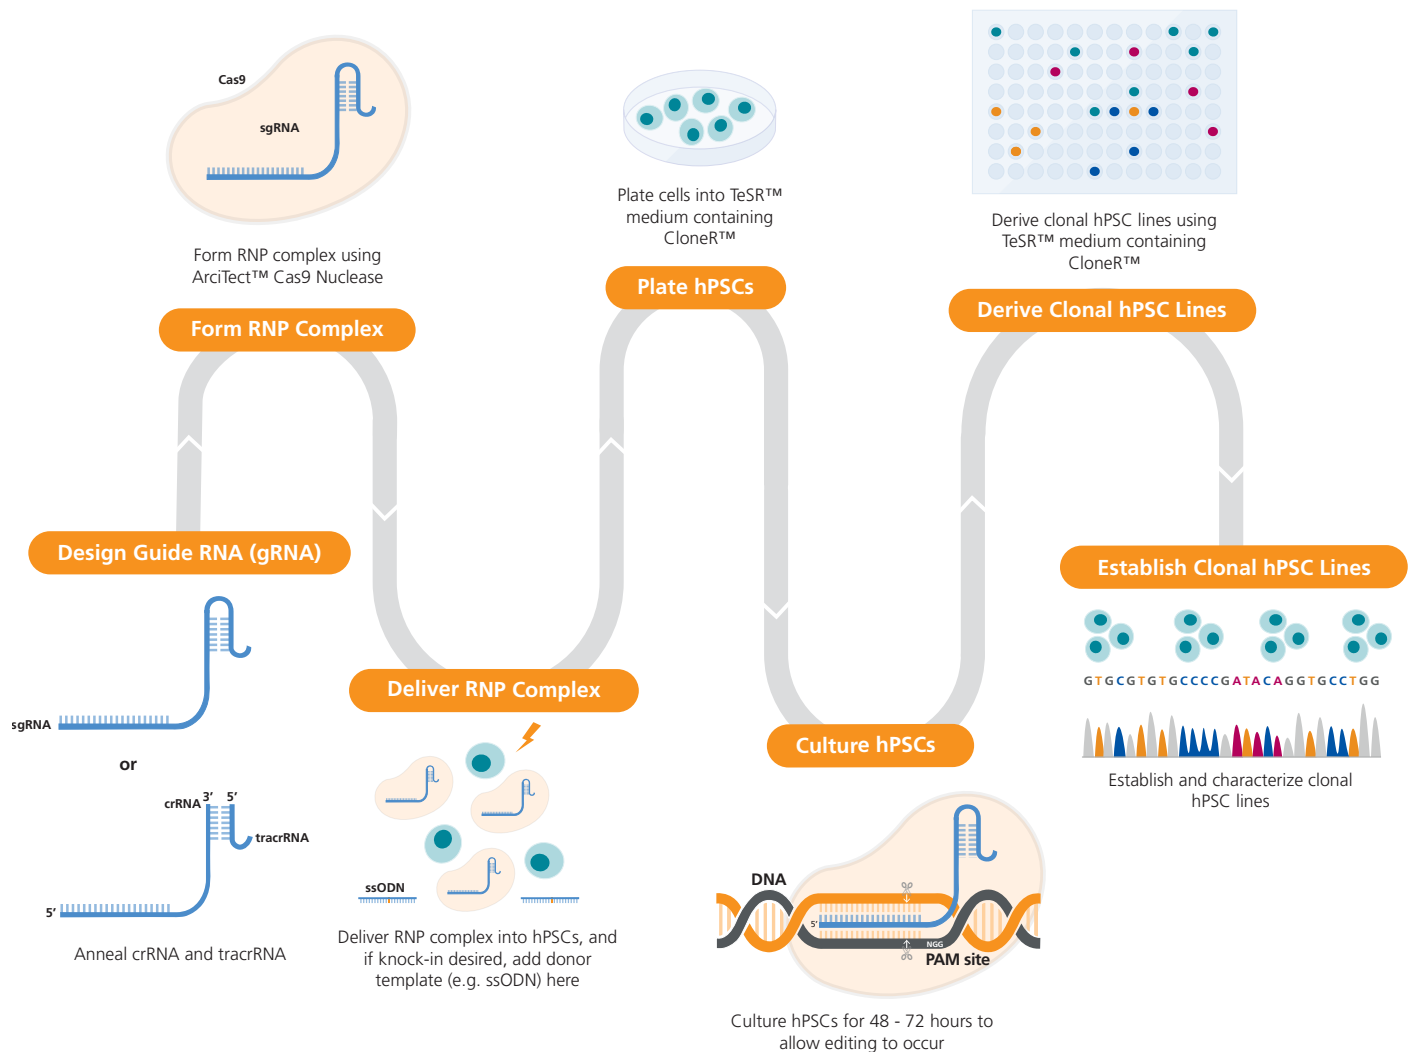 Design Guide RNA (gRNA)
sgRNA
or
crRNA
3’ 5’
tracrRNA
5’
Anneal crRNA and tracrRNA
Cas9
sgRNA
Form RNP complex using
ArciTect™ Cas9 Nuclease
Form RNP Complex
Deliver RNP Complex
ssODN
Deliver RNP complex into hPSCs, and
if knock-in desired, add donor
template (e.g. ssODN) here
Plate cells into TeSR™
medium containing
CloneR™
Plate hPSCs
Culture hPSCs
DNA
5’
NGG
PAM site
Culture hPSCs for 48 - 72 hours to
allow editing to occur
Derive clonal hPSC lines using
TeSR™ medium containing
CloneR™
Derive Clonal hPSC Lines
Establish Clonal hPSC Lines
GTGCGTGTGCCCCGATACAGGTGCCTGG
Establish and characterize clonal
hPSC lines